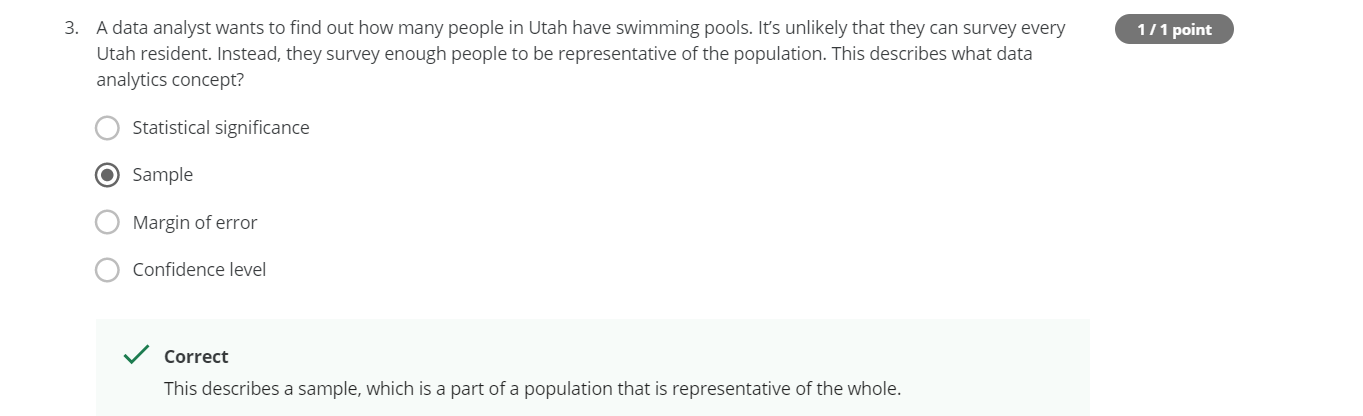 3. A data analyst wants to find out how many people in Utah have swimming pools. It’s unlikely that they can survey every
1 / 1 point
Utah resident. Instead, they survey enough people to be representative of the population. This describes what data
analytics concept?
Statistical significance
Sample
Margin of error
Confidence level
Correct
This describes a sample, which is a part of a population that is representative of the whole.